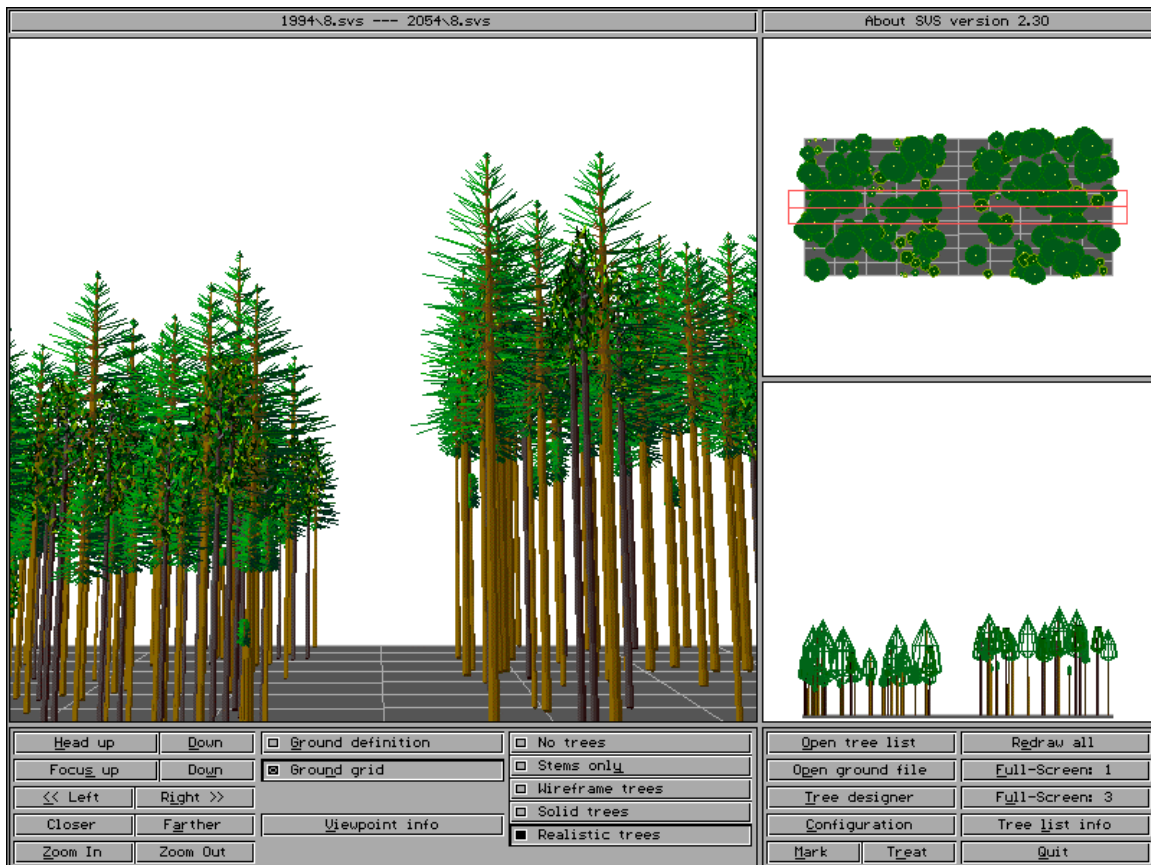 1994\8.svs --- 2054\8.svs
About SVS version 2.30
Head up
Down
Ground definition
No trees
Open tree list
Redraw all
Focus up
Down
Ground grid
Stems only
Open ground file
Full-Screen: 1
<< Left
Right >>
Wireframe trees
Tree designer
Full-Screen: 3
Closer
Farther
Viewpoint info
Solid trees
Configuration
Tree list info
Zoom In
Zoom Out
Realistic trees
Mark
Treat
Quit